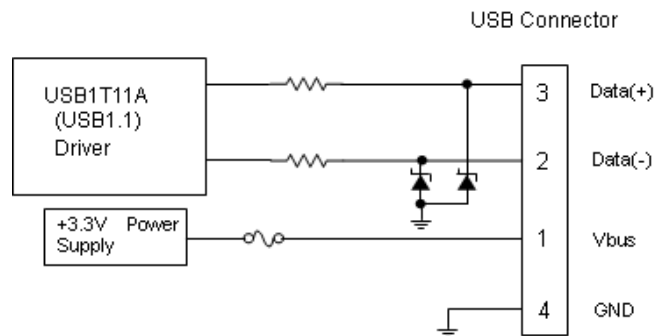 USB Connector
USB1T11A
(USB1.1)
Driver
3 Data(+)
2 Data(-)
+3.3V Power
Supply
1 Vbus
4 GND